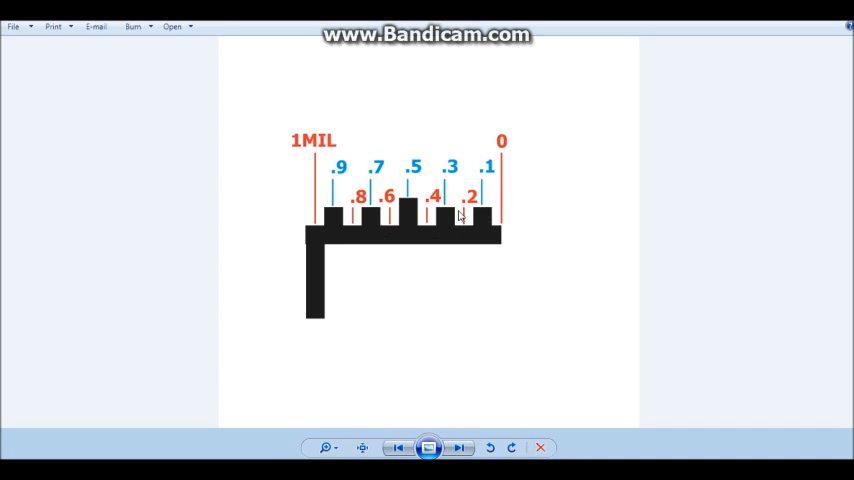 www.Bandicam.com
File Print E-mail Burn Open
1MIL 0
.9 .7 .5 .3 .1
.8 .6 .4 .2